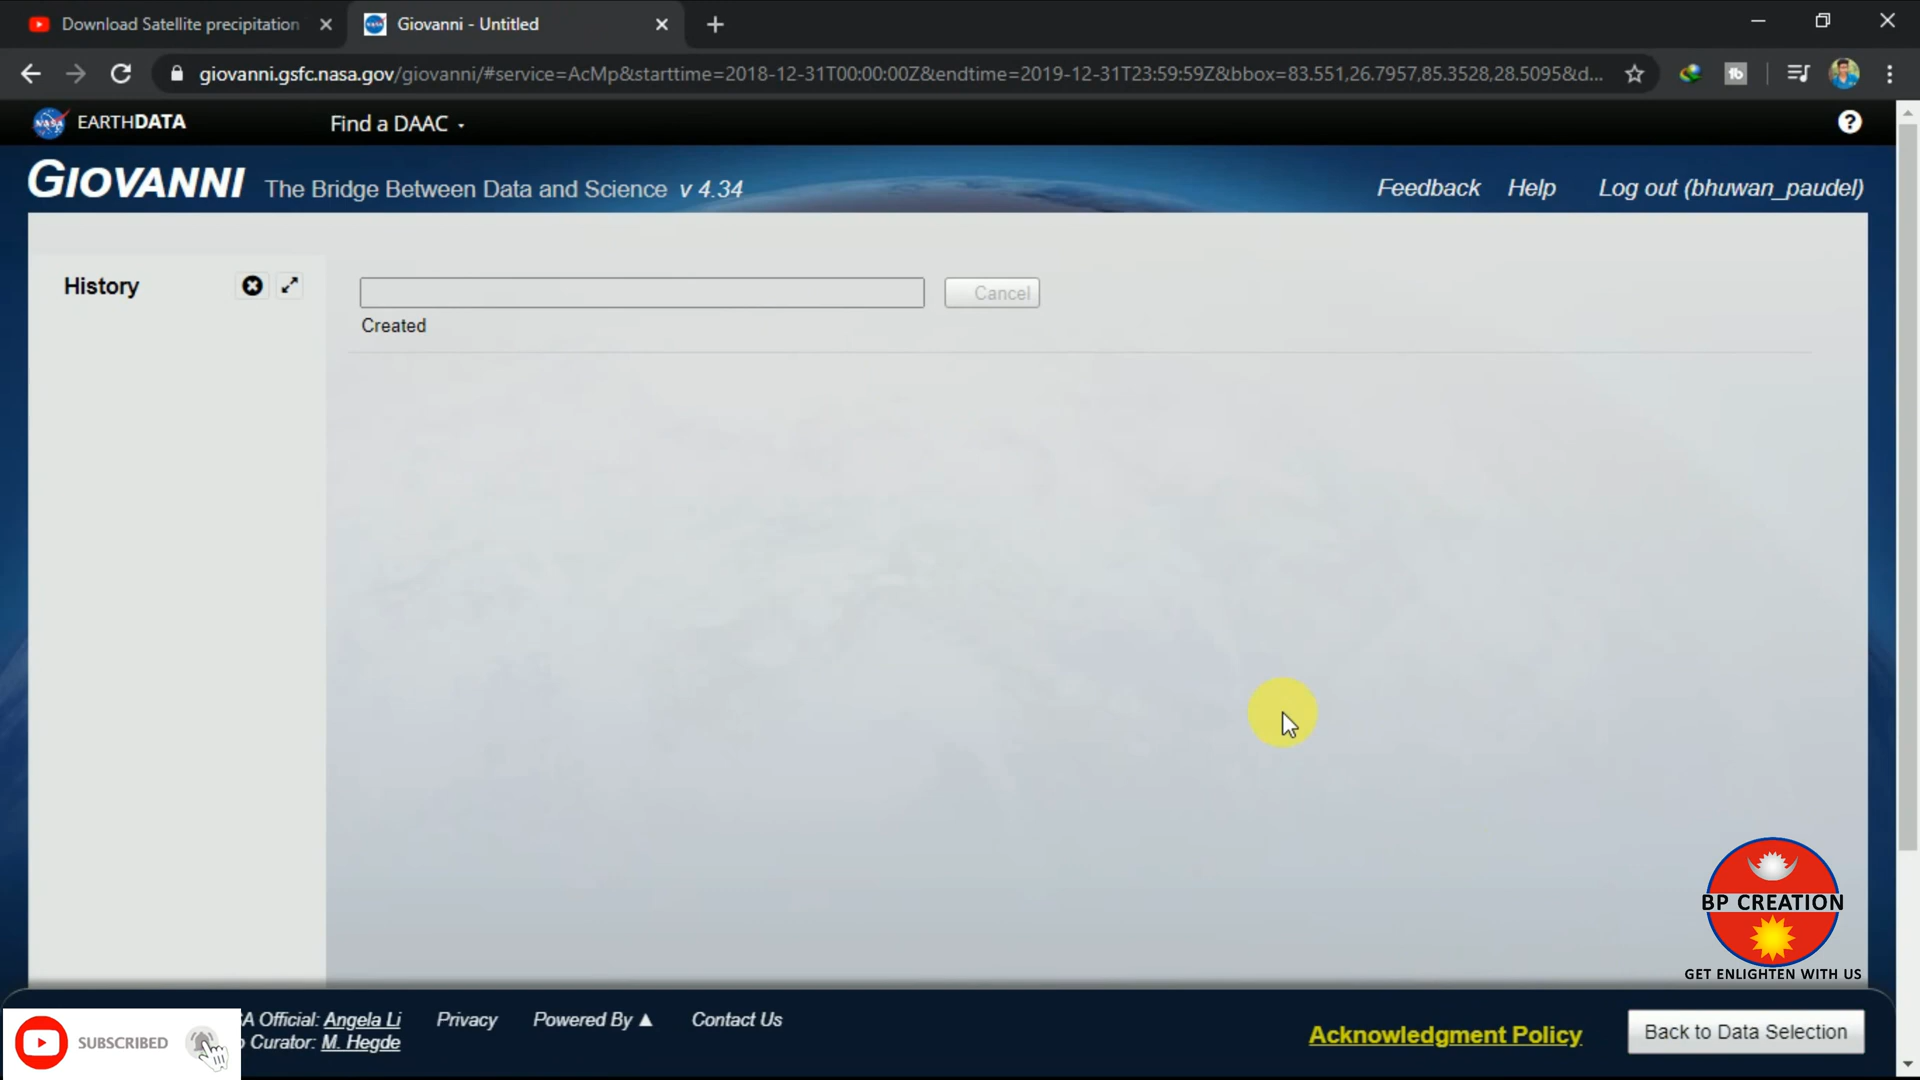 Download Satellite precipitation
Giovanni - Untitled
giovanni.gsfc.nasa.gov/giovanni/#service=AcMp&starttime=2018-12-31T00:00:00Z&endtime=2019-12-31T23:59:59Z&bbox=83.551,26.7957,85.3528,28.5095&d...
NASA
EARTHDATA
Find a DAAC
GIOVANNI The Bridge Between Data and Science v 4.34
Feedback Help Log out (bhuwan_paudel)
History
Cancel
Created
BP CREATION
GET ENLIGHTEN WITH US
A Official: Angela Li
Privacy
Powered By ▲
Contact Us
Curator: M. Hegde
Acknowledgment Policy
Back to Data Selection
SUBSCRIBED